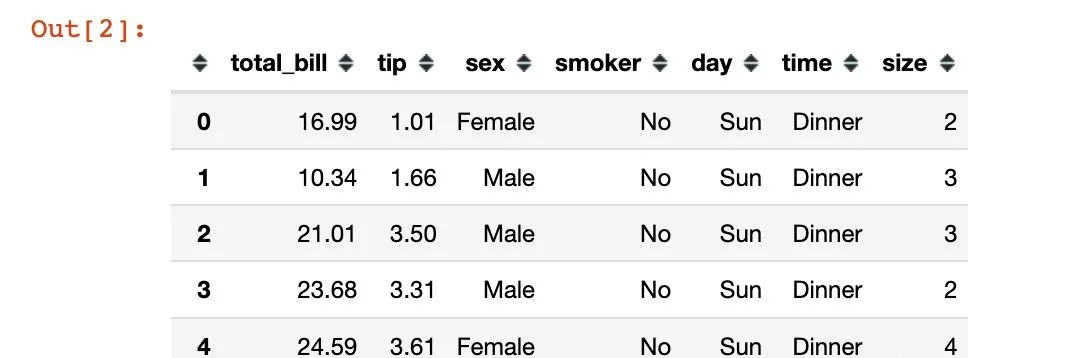 Out[2]:
total_bill tip sex smoker day time size
0 16.99 1.01 Female No Sun Dinner 2
1 10.34 1.66 Male No Sun Dinner 3
2 21.01 3.50 Male No Sun Dinner 3
3 23.68 3.31 Male No Sun Dinner 2
4 24.59 3.61 Female No Sun Dinner 4